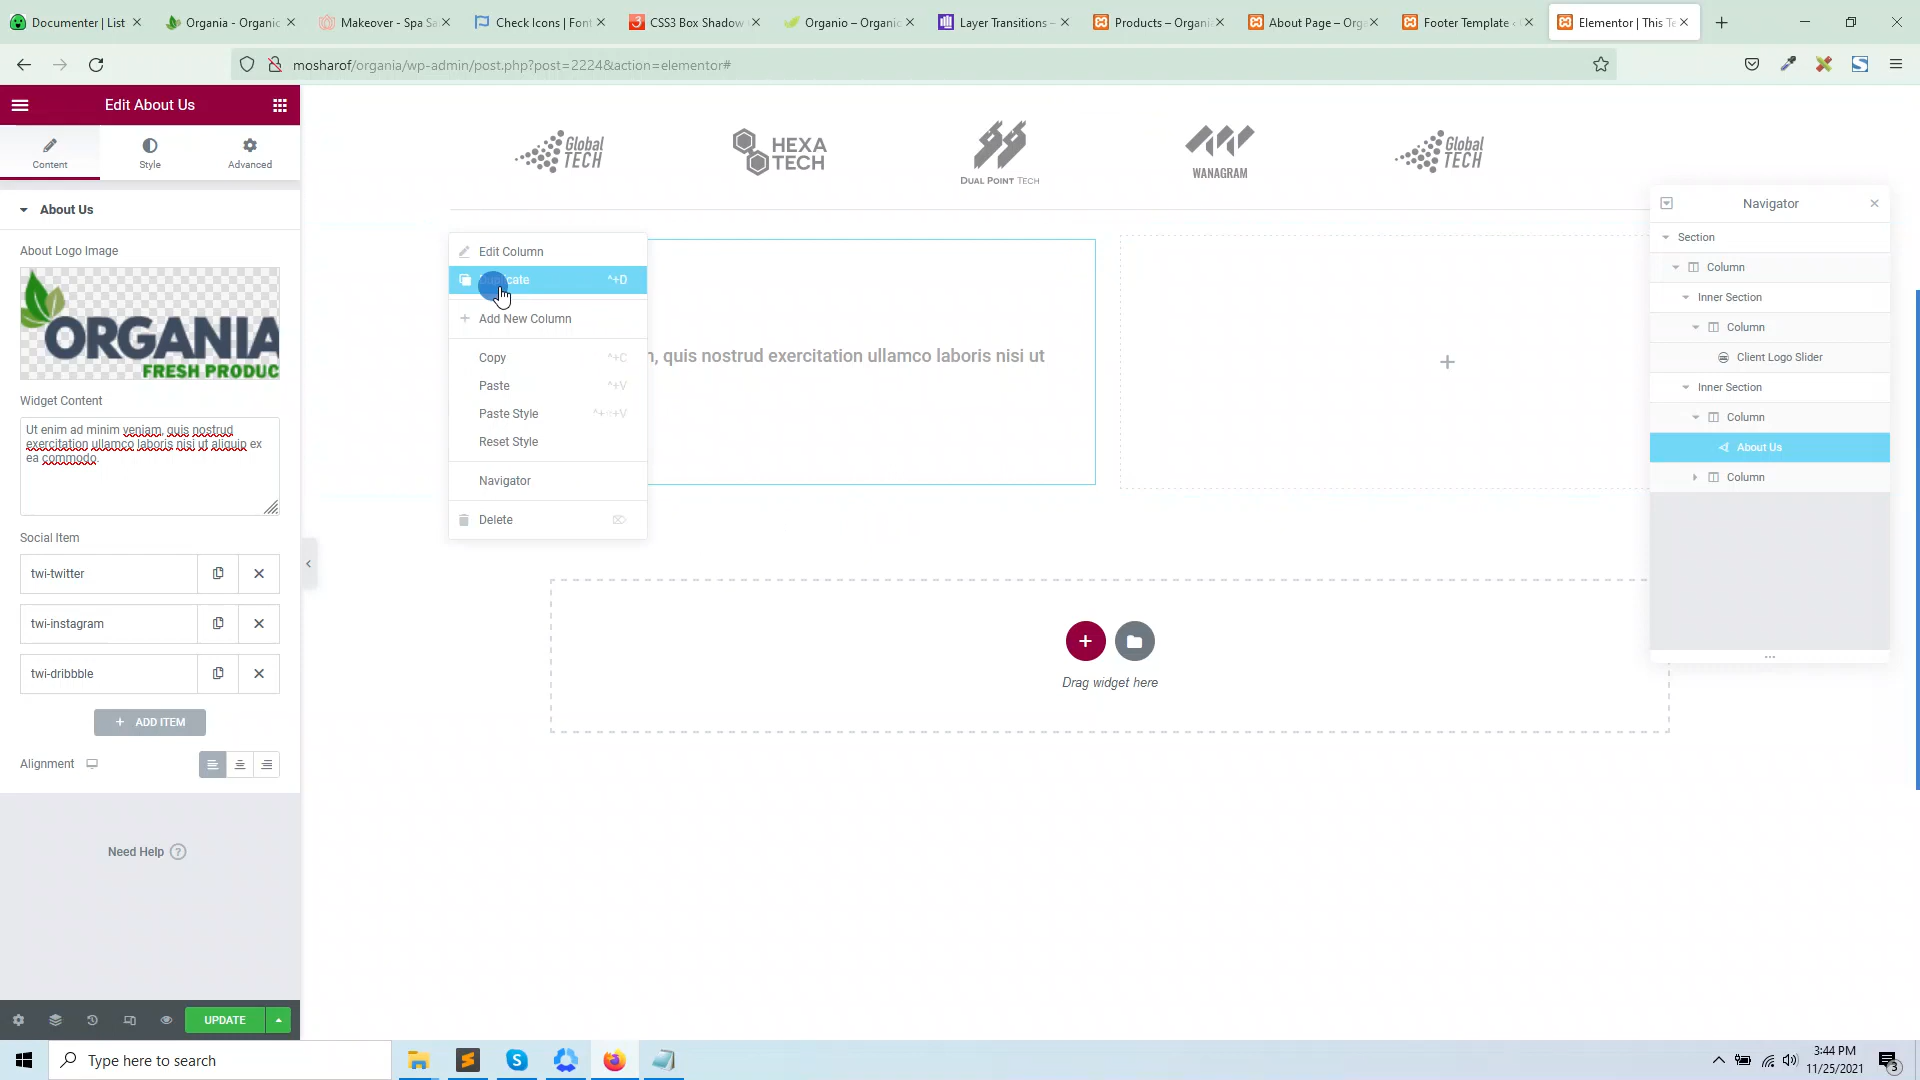 Documenter | List
Organia - Organic
Makeover - Spa Sa
Check Icons | Font
CSS3 Box Shadow
Organio – Organic
Layer Transitions –
Products – Organi
About Page – Orga
Footer Template ‹
Elementor | This Te
mosharof/organia/wp-admin/post.php?post=2224&action=elementor#
Edit About Us
Content
Style
Advanced
About Us
About Logo Image
ORGANIA
FRESH PRODUC
Widget Content
Ut enim ad minim veniam, quis nostrud
exercitation ullamco laboris nisi ut aliquip ex
ea commodo.
Social Item
twi-twitter
twi-instagram
twi-dribbble
ADD ITEM
Alignment
Need Help ?
UPDATE
Global TECH
HEXA TECH
DUAL POINT TECH
WANAGRAM
Global TECH
Edit Column
Duplicate ^+D
Add New Column
Copy ^+C
Paste ^+V
Paste Style
Reset Style
Navigator
Delete
, quis nostrud exercitation ullamco laboris nisi ut
Drag widget here
Navigator
Section
Column
Inner Section
Column
Client Logo Slider
Inner Section
Column
About Us
Column
Type here to search
3:44 PM
11/25/2021
3